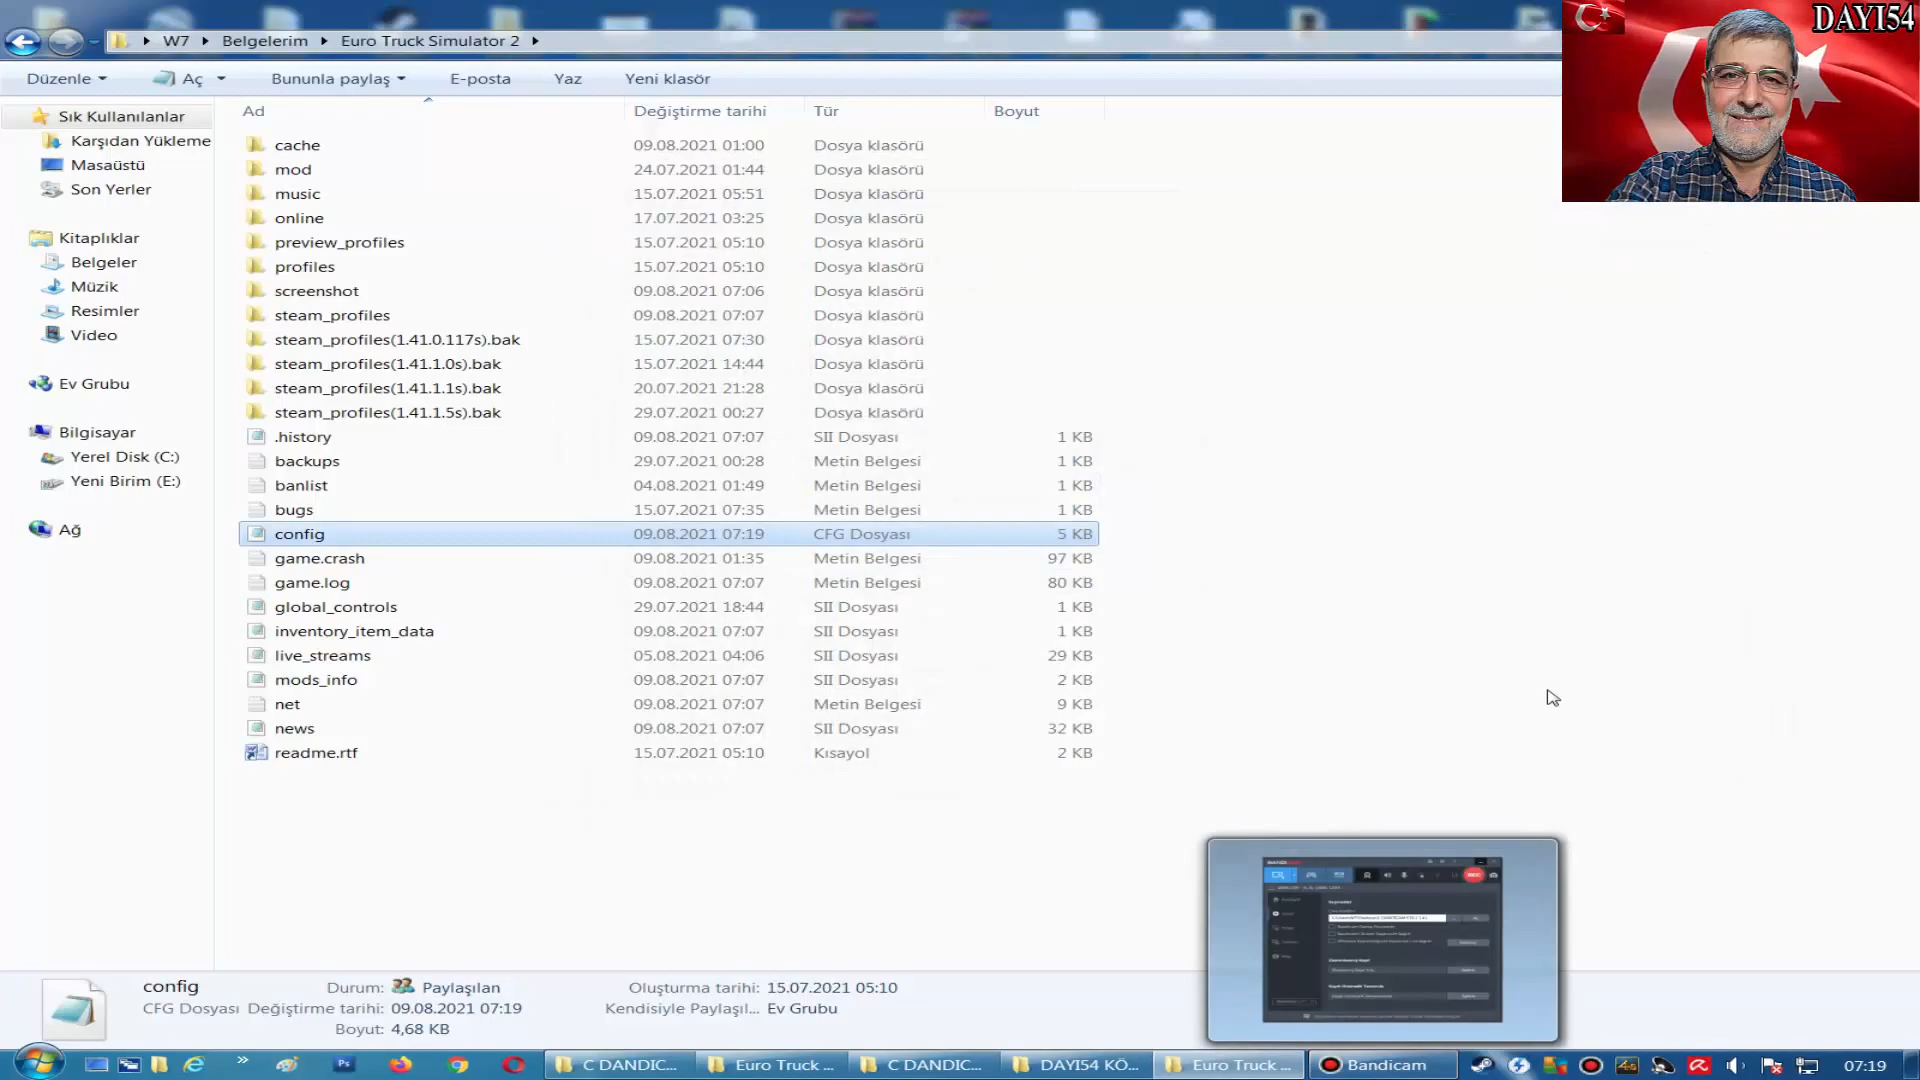 DAYI54
W7 Belgelerim Euro Truck Simulator 2
Düzenle Aç Bununla paylaş E-posta Yaz Yeni klasör
Ad Değiştirme tarihi Tür Boyut
Sık Kullanılanlar
Karşıdan Yükleme
Masaüstü
Son Yerler
Kitaplıklar
Belgeler
Müzik
Resimler
Video
Ev Grubu
Bilgisayar
Yerel Disk (C:)
Yeni Birim (E:)
Ağ
cache 09.08.2021 01:00 Dosya klasörü
mod 24.07.2021 01:44 Dosya klasörü
music 15.07.2021 05:51 Dosya klasörü
online 17.07.2021 03:25 Dosya klasörü
preview_profiles 15.07.2021 05:10 Dosya klasörü
profiles 15.07.2021 05:10 Dosya klasörü
screenshot 09.08.2021 07:06 Dosya klasörü
steam_profiles 09.08.2021 07:07 Dosya klasörü
steam_profiles(1.41.0.117s).bak 15.07.2021 07:30 Dosya klasörü
steam_profiles(1.41.1.0s).bak 15.07.2021 14:44 Dosya klasörü
steam_profiles(1.41.1.1s).bak 20.07.2021 21:28 Dosya klasörü
steam_profiles(1.41.1.5s).bak 29.07.2021 00:27 Dosya klasörü
.history 09.08.2021 07:07 SII Dosyası 1 KB
backups 29.07.2021 00:28 Metin Belgesi 1 KB
banlist 04.08.2021 01:49 Metin Belgesi 1 KB
bugs 15.07.2021 07:35 Metin Belgesi 1 KB
config 09.08.2021 07:19 CFG Dosyası 5 KB
game.crash 09.08.2021 01:35 Metin Belgesi 97 KB
game.log 09.08.2021 07:07 Metin Belgesi 80 KB
global_controls 29.07.2021 18:44 SII Dosyası 1 KB
inventory_item_data 09.08.2021 07:07 SII Dosyası 1 KB
live_streams 05.08.2021 04:06 SII Dosyası 29 KB
mods_info 09.08.2021 07:07 SII Dosyası 2 KB
net 09.08.2021 07:07 Metin Belgesi 9 KB
news 09.08.2021 07:07 SII Dosyası 32 KB
readme.rtf 15.07.2021 05:10 Kısayol 2 KB
config Durum: Paylaşılan Oluşturma tarihi: 15.07.2021 05:10
CFG Dosyası Değiştirme tarihi: 09.08.2021 07:19 Kendisiyle Paylaşıl... Ev Grubu
Boyut: 4,68 KB
C DANDIC... Euro Truck ... C DANDIC... DAYI54 KÖ... Euro Truck ... Bandicam 07:19